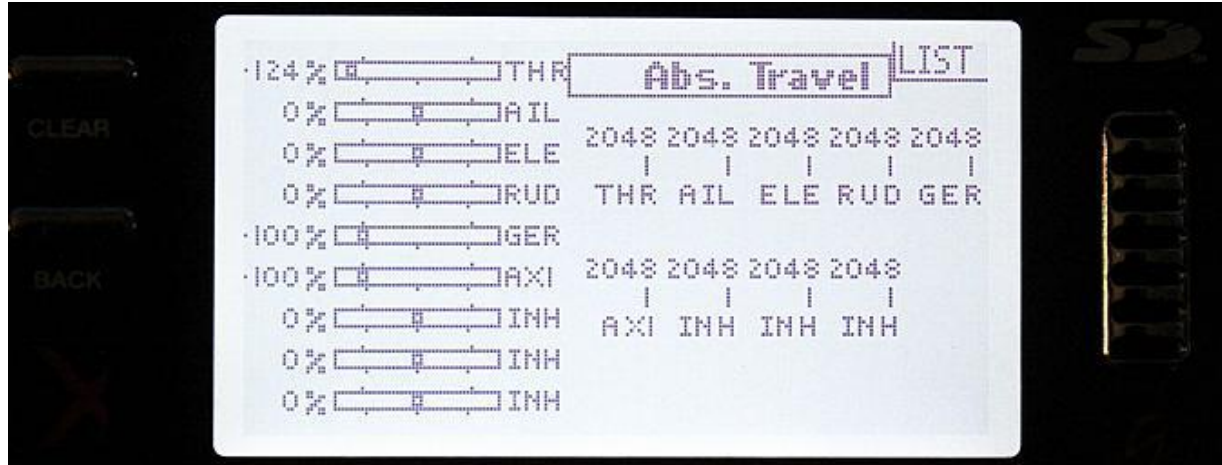 Abs. Travel
LIST
CLEAR
BACK
-124% THR
0% AIL
0% ELE
0% RUD
-100% GER
-100% AXI
0% INH
0% INH
0% INH
2048 2048 2048 2048 2048
THR AIL ELE RUD GER
2048 2048 2048 2048
AXI INH INH INH
SD